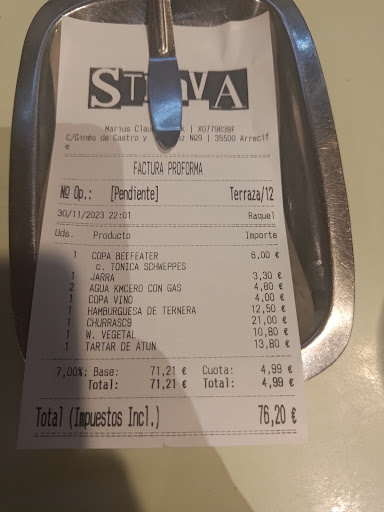 Marius
| X0779638F
C/Ginés de Castro y Nº9 | 35500 Arrecif
e
FACTURA PROFORMA
Nº Op.: [Pendiente] Terraza/12
30/11/2023 22:01 Raquel
Uds. Producto Importe
1 COPA BEEFEATER 6,00 €
c. TONICA SCHWEPPES
1 JARRA 3,30 €
2 AGUA KMCERO CON GAS 4,80 €
1 COPA VINO 4,00 €
1 HAMBURGUESA DE TERNERA 12,50 €
1 CHURRASCO 21,00 €
1 W. VEGETAL 10,80 €
1 TARTAR DE ATUN 13,80 €
7,00%: Base: 71,21 € Cuota: 4,99 €
Total: 71,21 € Total: 4,99 €
Total (Impuestos Incl.) 76,20 €